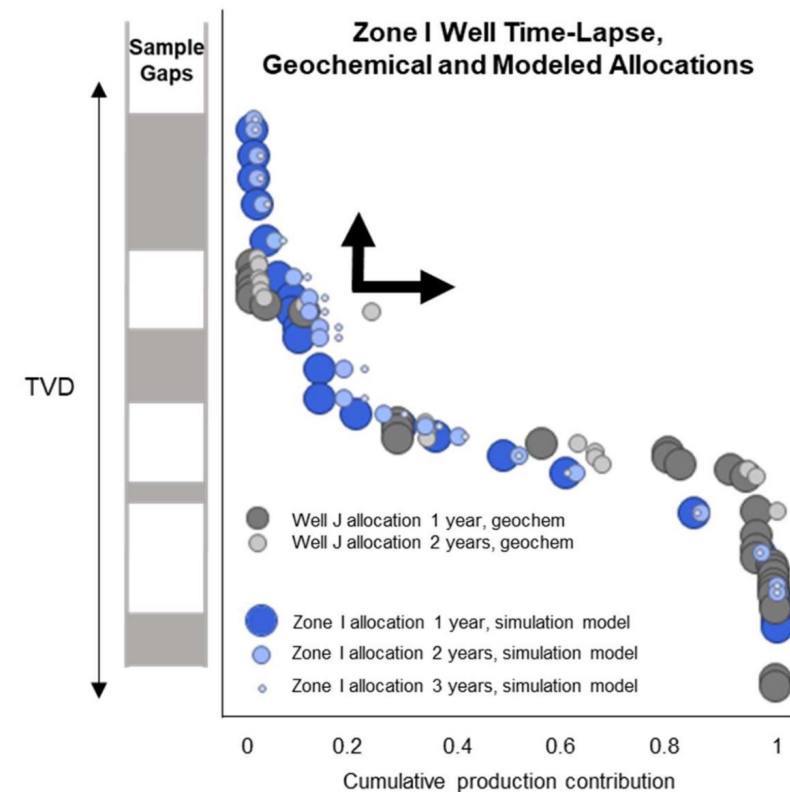 Zone I Well Time-Lapse,
Geochemical and Modeled Allocations
Sample
Gaps
TVD
Well J allocation 1 year, geochem
Well J allocation 2 years, geochem
Zone I allocation 1 year, simulation model
Zone I allocation 2 years, simulation model
Zone I allocation 3 years, simulation model
0 0.2 0.4 0.6 0.8 1
Cumulative production contribution